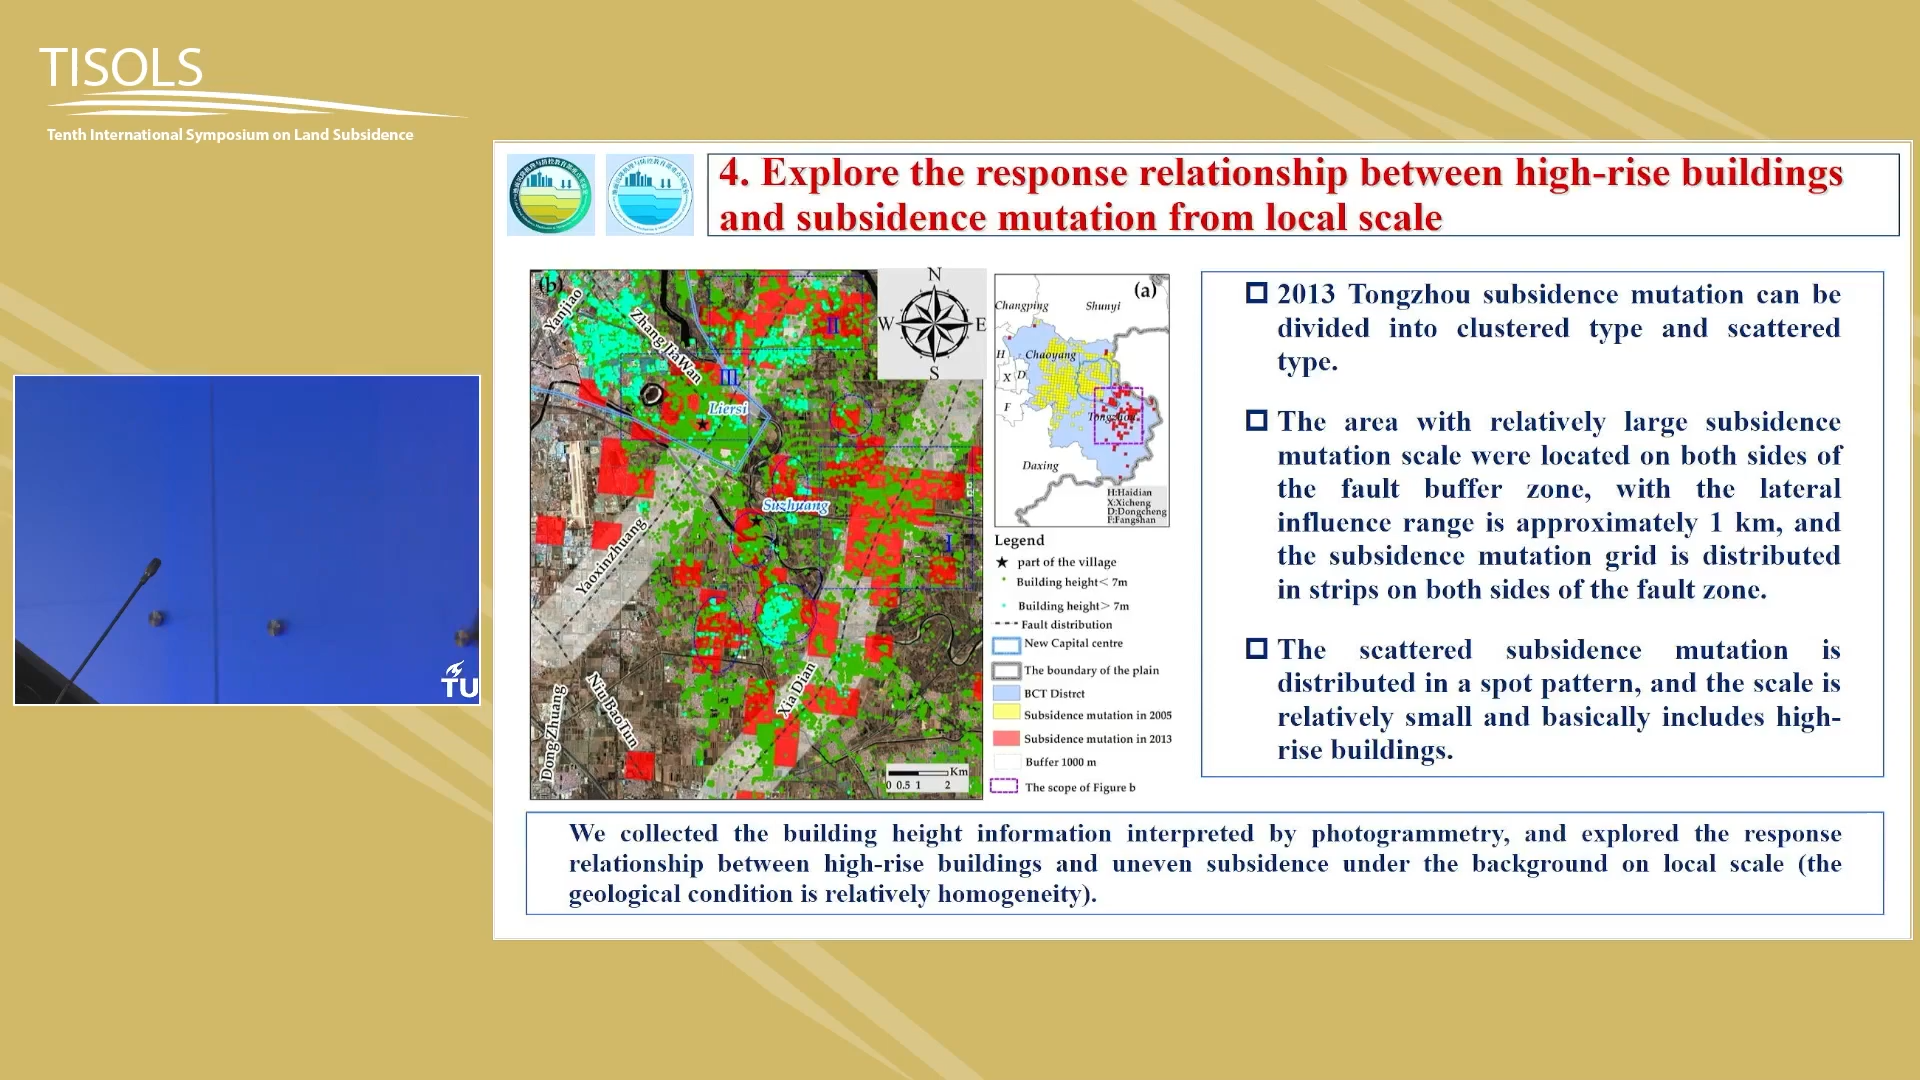 TISOLS
Tenth International Symposium on Land Subsidence
4. Explore the response relationship between high-rise buildings
and subsidence mutation from local scale
(b)
Yanjiao
ZhangJiaWan
II
III
Liersi
Suzhuang
I
Yaoxinzhuang
Xia Dian
NiuBaoTun
DongZhuang
Km
0 0.5 1 2
N
W E
S
(a)
Changping
Shunyi
H
Chaoyang
X D
F
Tongzhou
Daxing
H:Haidian
X:Xicheng
D:Dongcheng
F:Fangshan
Legend
part of the village
Building height< 7m
Building height> 7m
Fault distribution
New Capital centre
The boundary of the plain
BCT Distrct
Subsidence mutation in 2005
Subsidence mutation in 2013
Buffer 1000 m
The scope of Figure b
2013 Tongzhou subsidence mutation can be
divided into clustered type and scattered
type.
The area with relatively large subsidence
mutation scale were located on both sides of
the fault buffer zone, with the lateral
influence range is approximately 1 km, and
the subsidence mutation grid is distributed
in strips on both sides of the fault zone.
The scattered subsidence mutation is
distributed in a spot pattern, and the scale is
relatively small and basically includes high-
rise buildings.
We collected the building height information interpreted by photogrammetry, and explored the response
relationship between high-rise buildings and uneven subsidence under the background on local scale (the
geological condition is relatively homogeneity).
TU